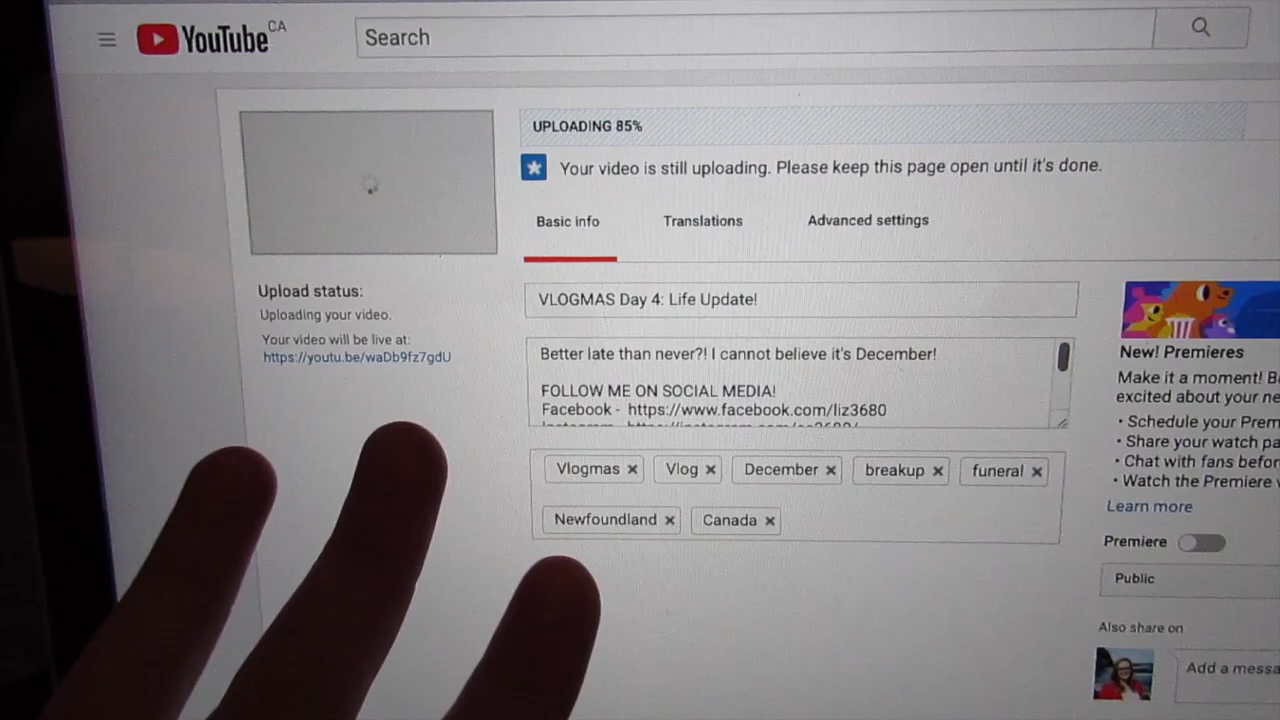 YouTube CA
Search
UPLOADING 85%
Your video is still uploading. Please keep this page open until it's done.
Basic info
Translations
Advanced settings
Upload status:
Uploading your video.
Your video will be live at:
https://youtu.be/waDb9fz7gdU
VLOGMAS Day 4: Life Update!
Better late than never?! I cannot believe it's December!
FOLLOW ME ON SOCIAL MEDIA!
Facebook - https://www.facebook.com/liz3680
Vlogmas × Vlog × December × breakup × funeral ×
Newfoundland × Canada ×
New! Premieres
Make it a moment!
excited about your
• Schedule your
• Share your watch
• Chat with fans
• Watch the Premiere
Learn more
Premiere
Public
Also share on
Add a